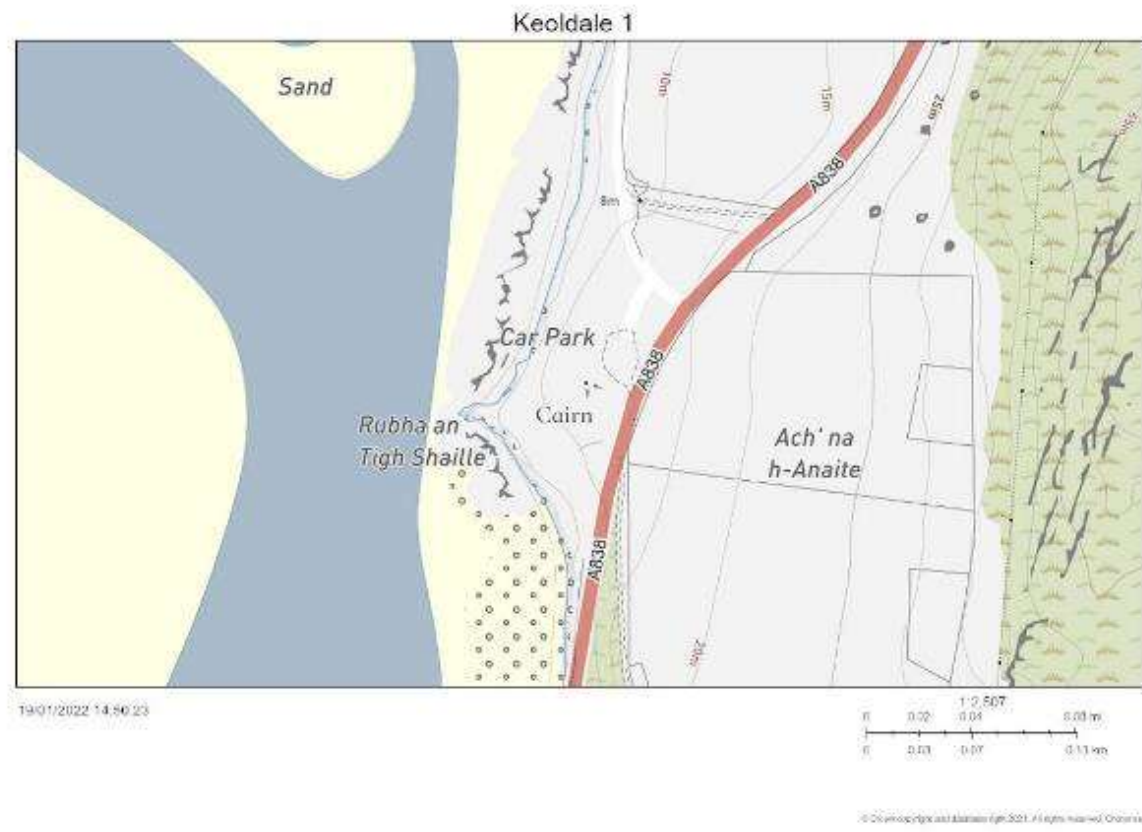 Keoldale 1
Sand
10m
15m
25m
A838
8m
Car Park
A838
Cairn
Rubha an
Tigh Shaille
Ach' na
h-Anaite
A838
20m
19/01/2022 14:50:23
1:2,507
0 0.02 0.04 0.08 mi
0 0.03 0.07 0.13 km